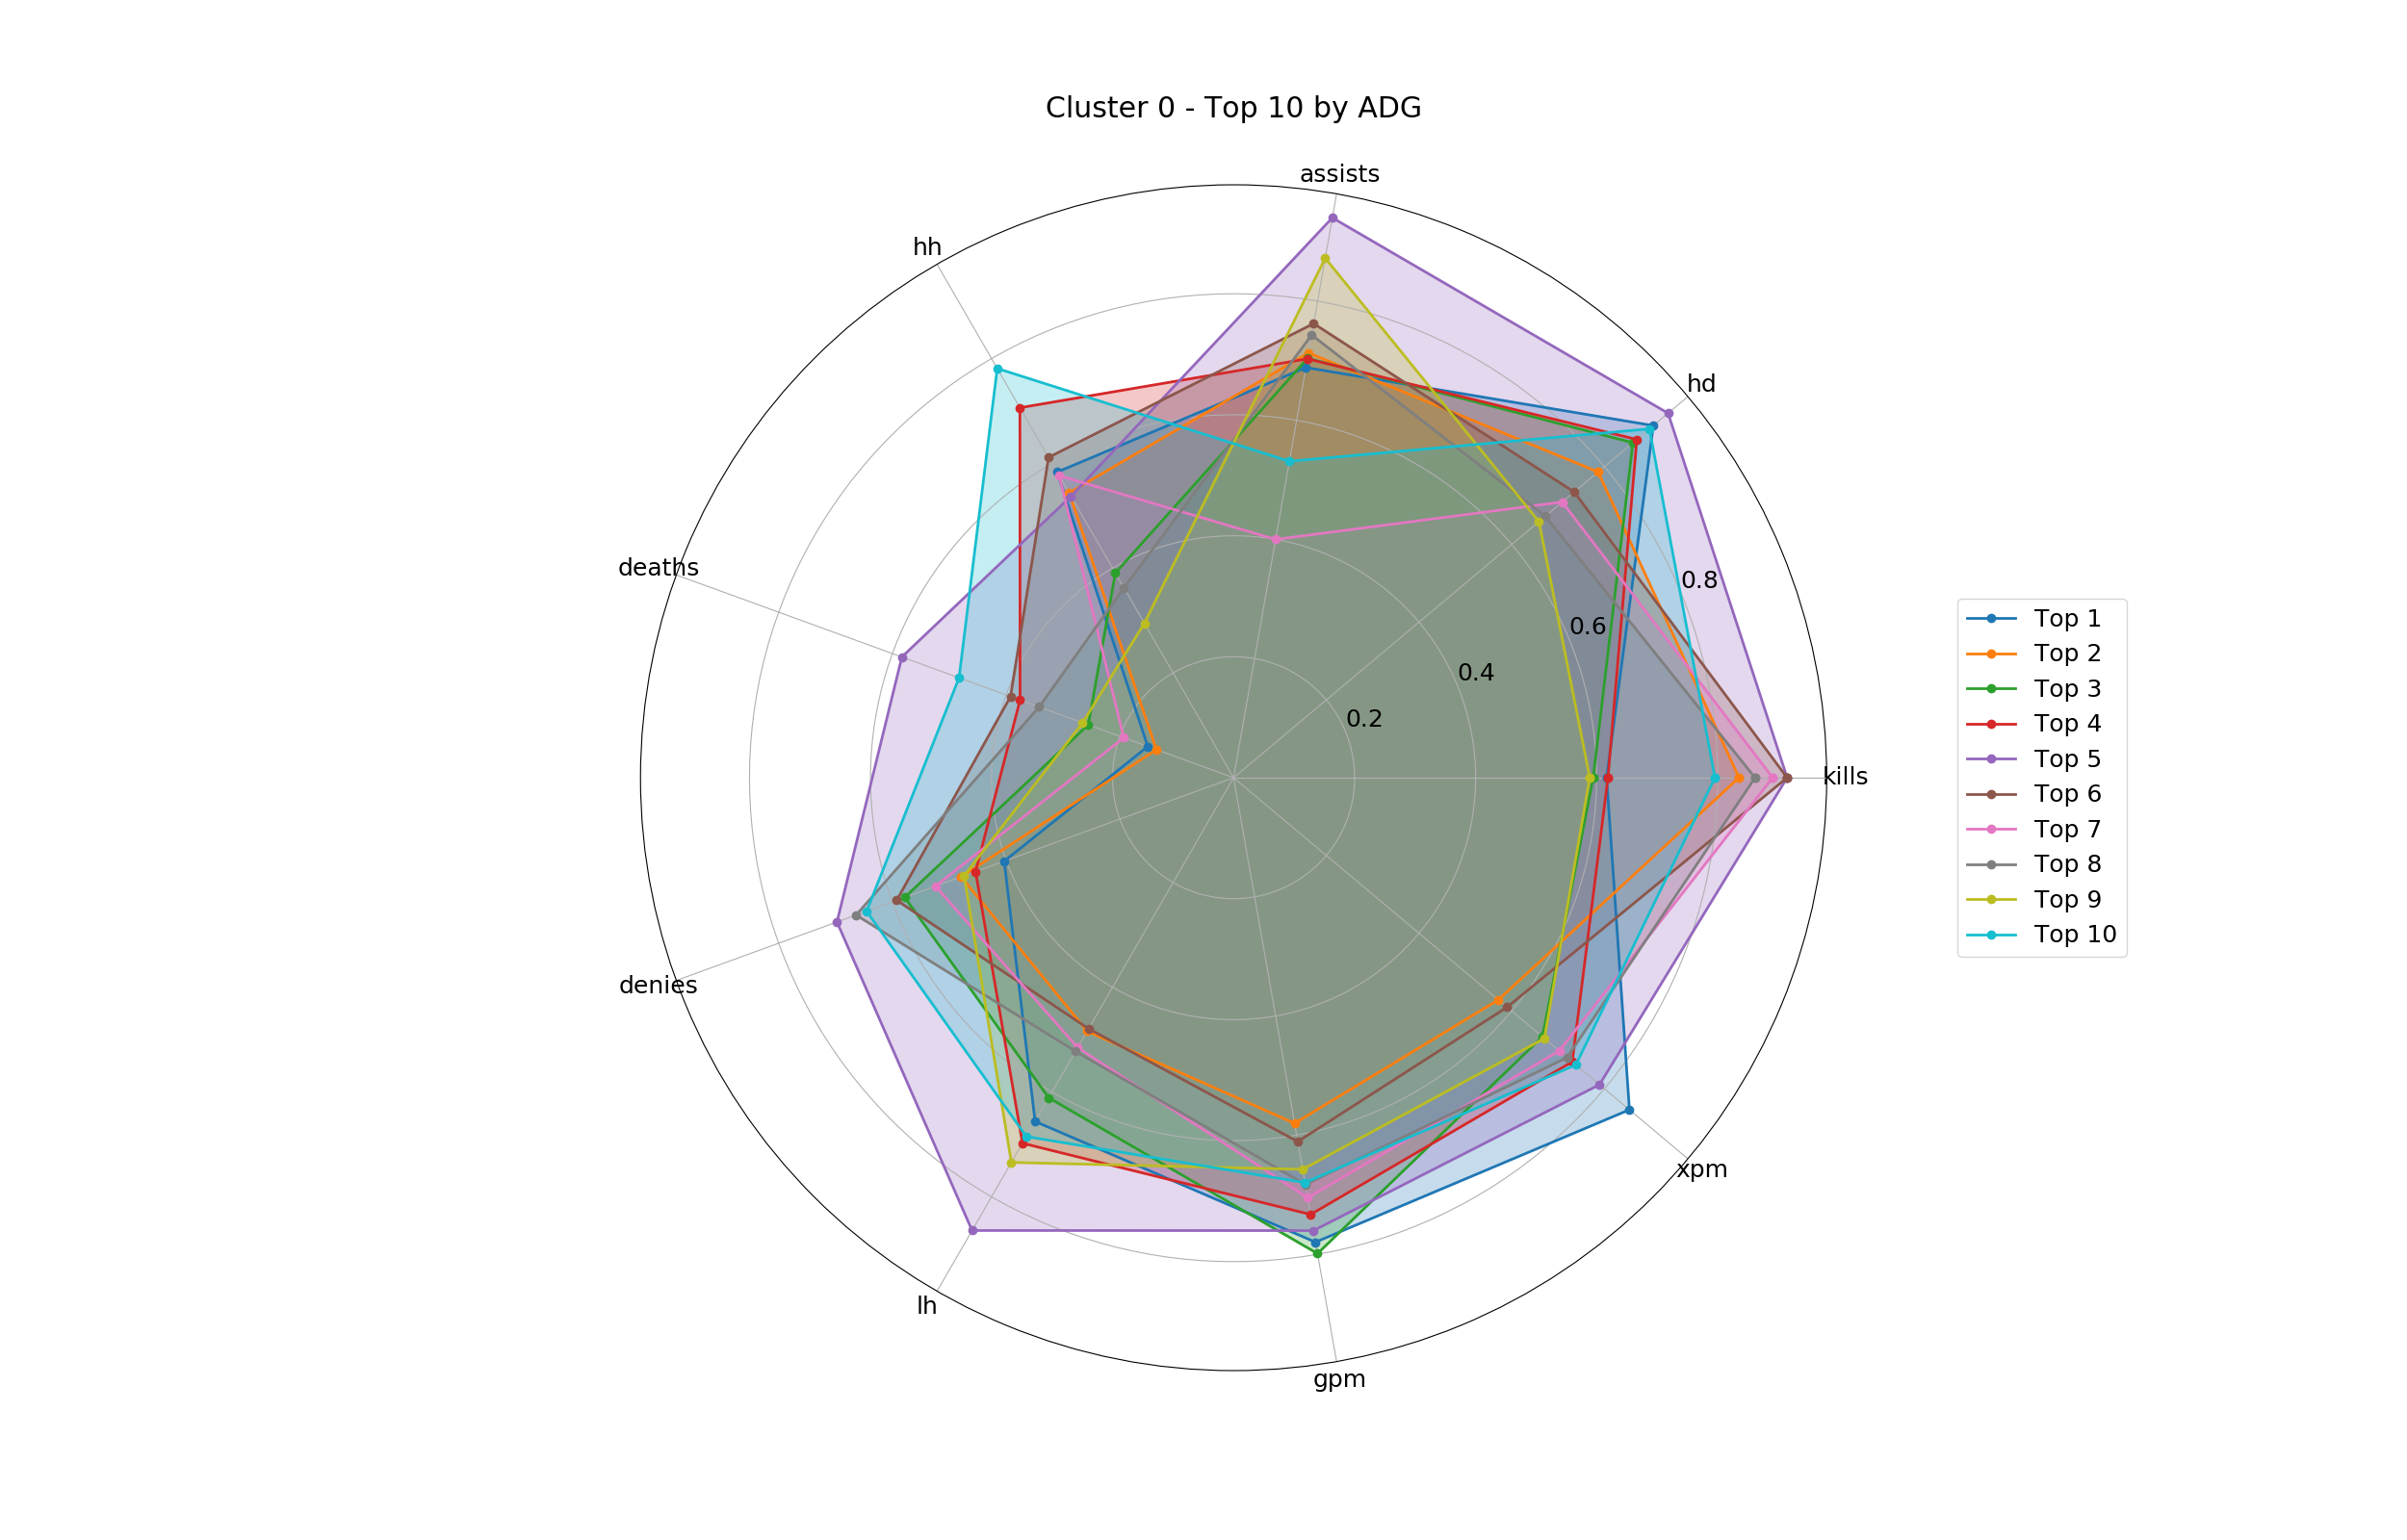 Cluster 0 - Top 10 by ADG
assists
hh
hd
deaths
0.8
0.6
0.4
0.2
kills
denies
xpm
lh
gpm
Top 1
Top 2
Top 3
Top 4
Top 5
Top 6
Top 7
Top 8
Top 9
Top 10